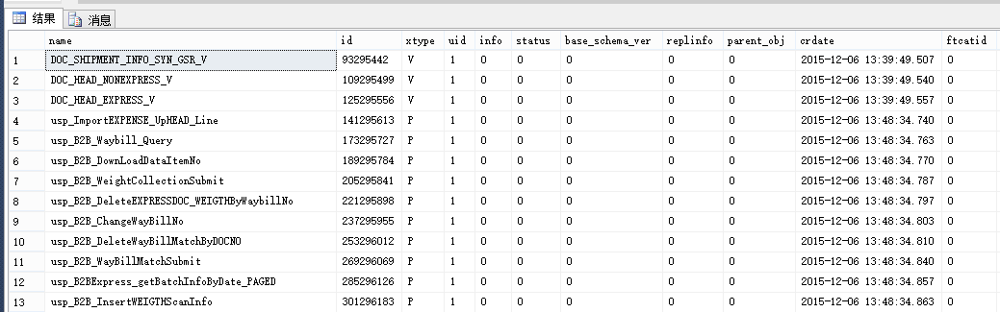 结果 消息
name id xtype uid info status base_schema_ver replinfo parent_obj crdate ftcatid
1 DOC_SHIPMENT_INFO_SYN_GSR_V 93295442 V 1 0 0 0 0 0 2015-12-06 13:39:49.507 0
2 DOC_HEAD_NONEXPRESS_V 109295499 V 1 0 0 0 0 0 2015-12-06 13:39:49.540 0
3 DOC_HEAD_EXPRESS_V 125295556 V 1 0 0 0 0 0 2015-12-06 13:39:49.557 0
4 usp_ImportEXPENSE_UpHEAD_Line 141295613 P 1 0 0 0 0 0 2015-12-06 13:48:34.740 0
5 usp_B2B_Waybill_Query 173295727 P 1 0 0 0 0 0 2015-12-06 13:48:34.763 0
6 usp_B2B_DownLoadDataItemNo 189295784 P 1 0 0 0 0 0 2015-12-06 13:48:34.770 0
7 usp_B2B_WeightCollectionSubmit 205295841 P 1 0 0 0 0 0 2015-12-06 13:48:34.787 0
8 usp_B2B_DeleteEXPRESSDOC_WEIGTHByWaybillNo 221295898 P 1 0 0 0 0 0 2015-12-06 13:48:34.797 0
9 usp_B2B_ChangeWayBillNo 237295955 P 1 0 0 0 0 0 2015-12-06 13:48:34.803 0
10 usp_B2B_DeleteWayBillMatchByDOCNO 253296012 P 1 0 0 0 0 0 2015-12-06 13:48:34.810 0
11 usp_B2B_WayBillMatchSubmit 269296069 P 1 0 0 0 0 0 2015-12-06 13:48:34.840 0
12 usp_B2BExpress_getBatchInfoByDate_PAGED 285296126 P 1 0 0 0 0 0 2015-12-06 13:48:34.857 0
13 usp_B2B_InsertWEIGTHScanInfo 301296183 P 1 0 0 0 0 0 2015-12-06 13:48:34.863 0